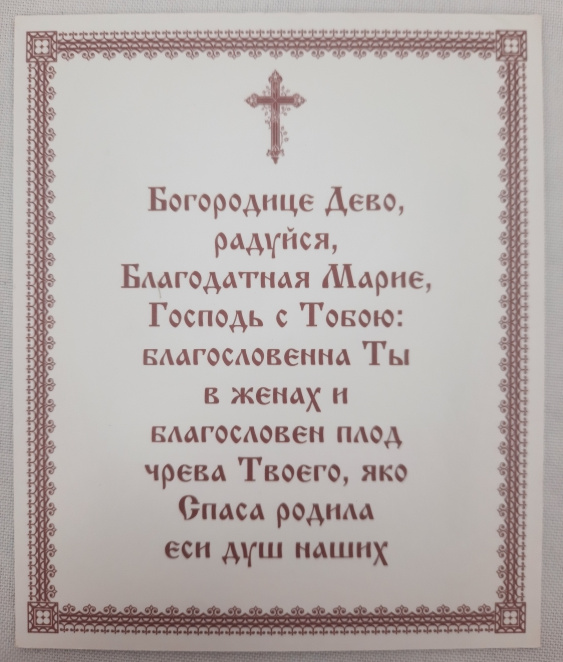 Богородице Дево,
радуйся,
Благодатная Марие,
Господь с Тобою:
благословенна Ты
в женах и
благословен плод
чрева Твоего, яко
Спаса родила
еси душ наших